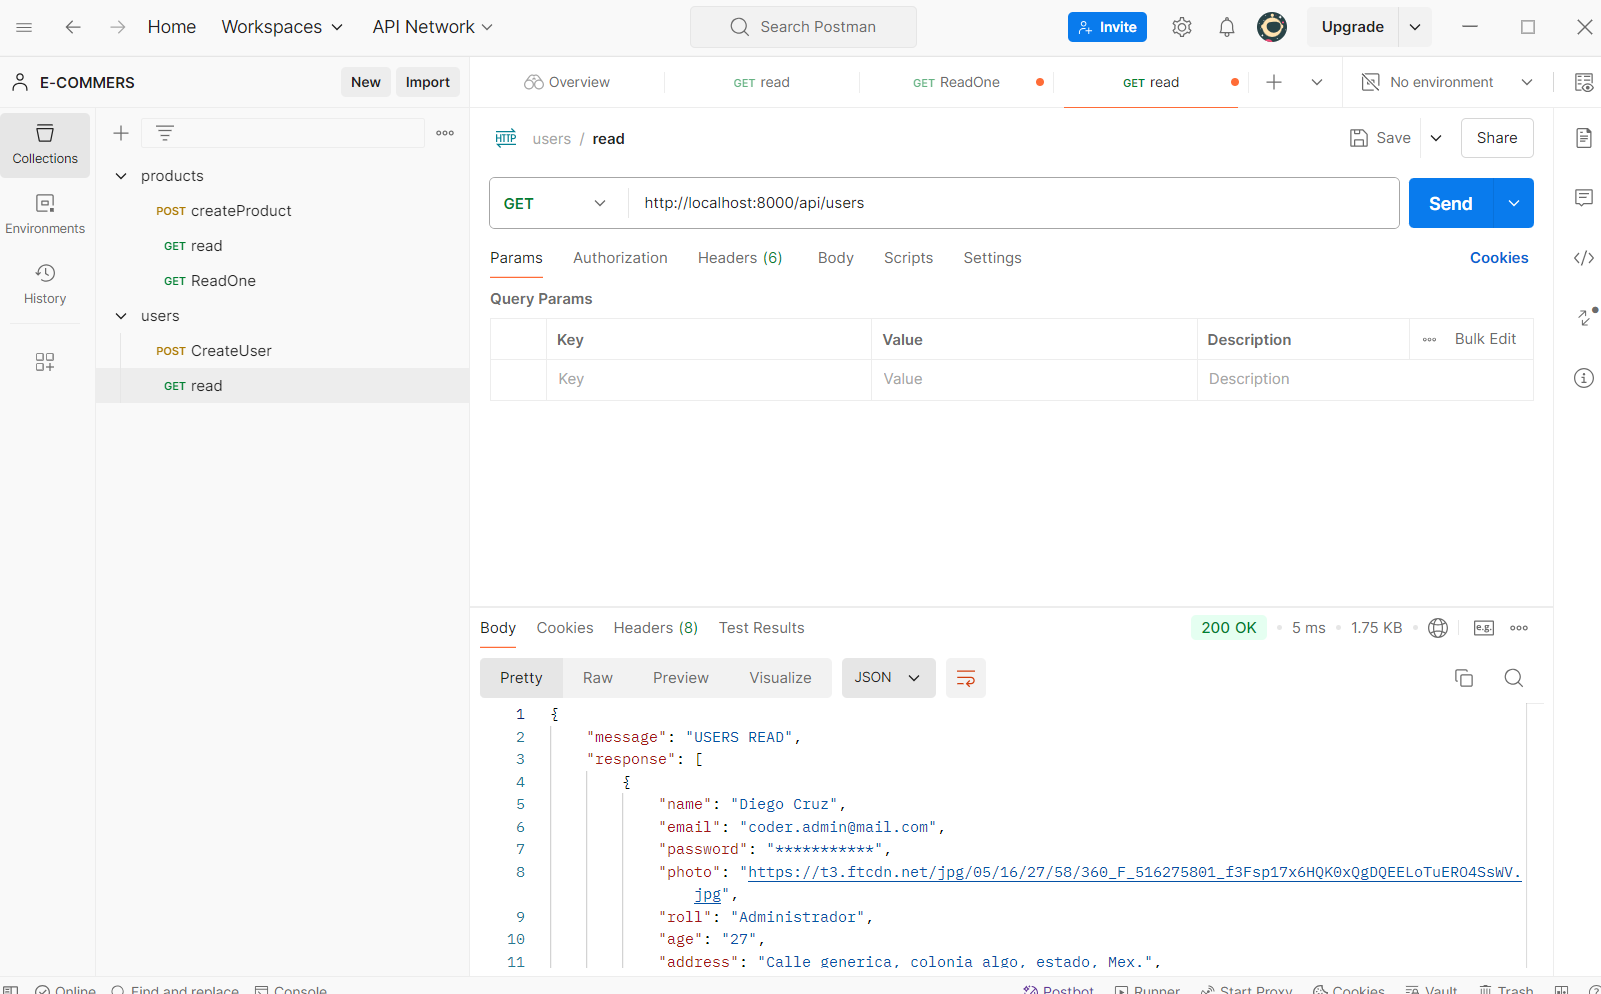 Home
Workspaces
API Network
Search Postman
Invite
Upgrade
E-COMMERS
New
Import
Overview
GET read
GET ReadOne
GET read
No environment
Collections
Environments
History
products
POST createProduct
GET read
GET ReadOne
users
POST CreateUser
GET read
HTTP
users / read
Save
Share
GET
http://localhost:8000/api/users
Send
Params
Authorization
Headers (6)
Body
Scripts
Settings
Cookies
Query Params
Key
Value
Description
Bulk Edit
Key
Value
Description
Body
Cookies
Headers (8)
Test Results
200 OK
5 ms
1.75 KB
e.g.
Pretty
Raw
Preview
Visualize
JSON
1 {
2 "message": "USERS READ",
3 "response": [
4 {
5 "name": "Diego Cruz",
6 "email": "coder.admin@mail.com",
7 "password": "***********",
8 "photo": "https://t3.ftcdn.net/jpg/05/16/27/58/360_F_516275801_f3Fsp17x6HQK0xQgDQEELoTuERO4SsWV.
jpg",
9 "roll": "Administrador",
10 "age": "27",
11 "address": "Calle generica, colonia algo, estado, Mex.",
Online
Find and replace
Console
Postbot
Runner
Start Proxy
Cookies
Vault
Trash